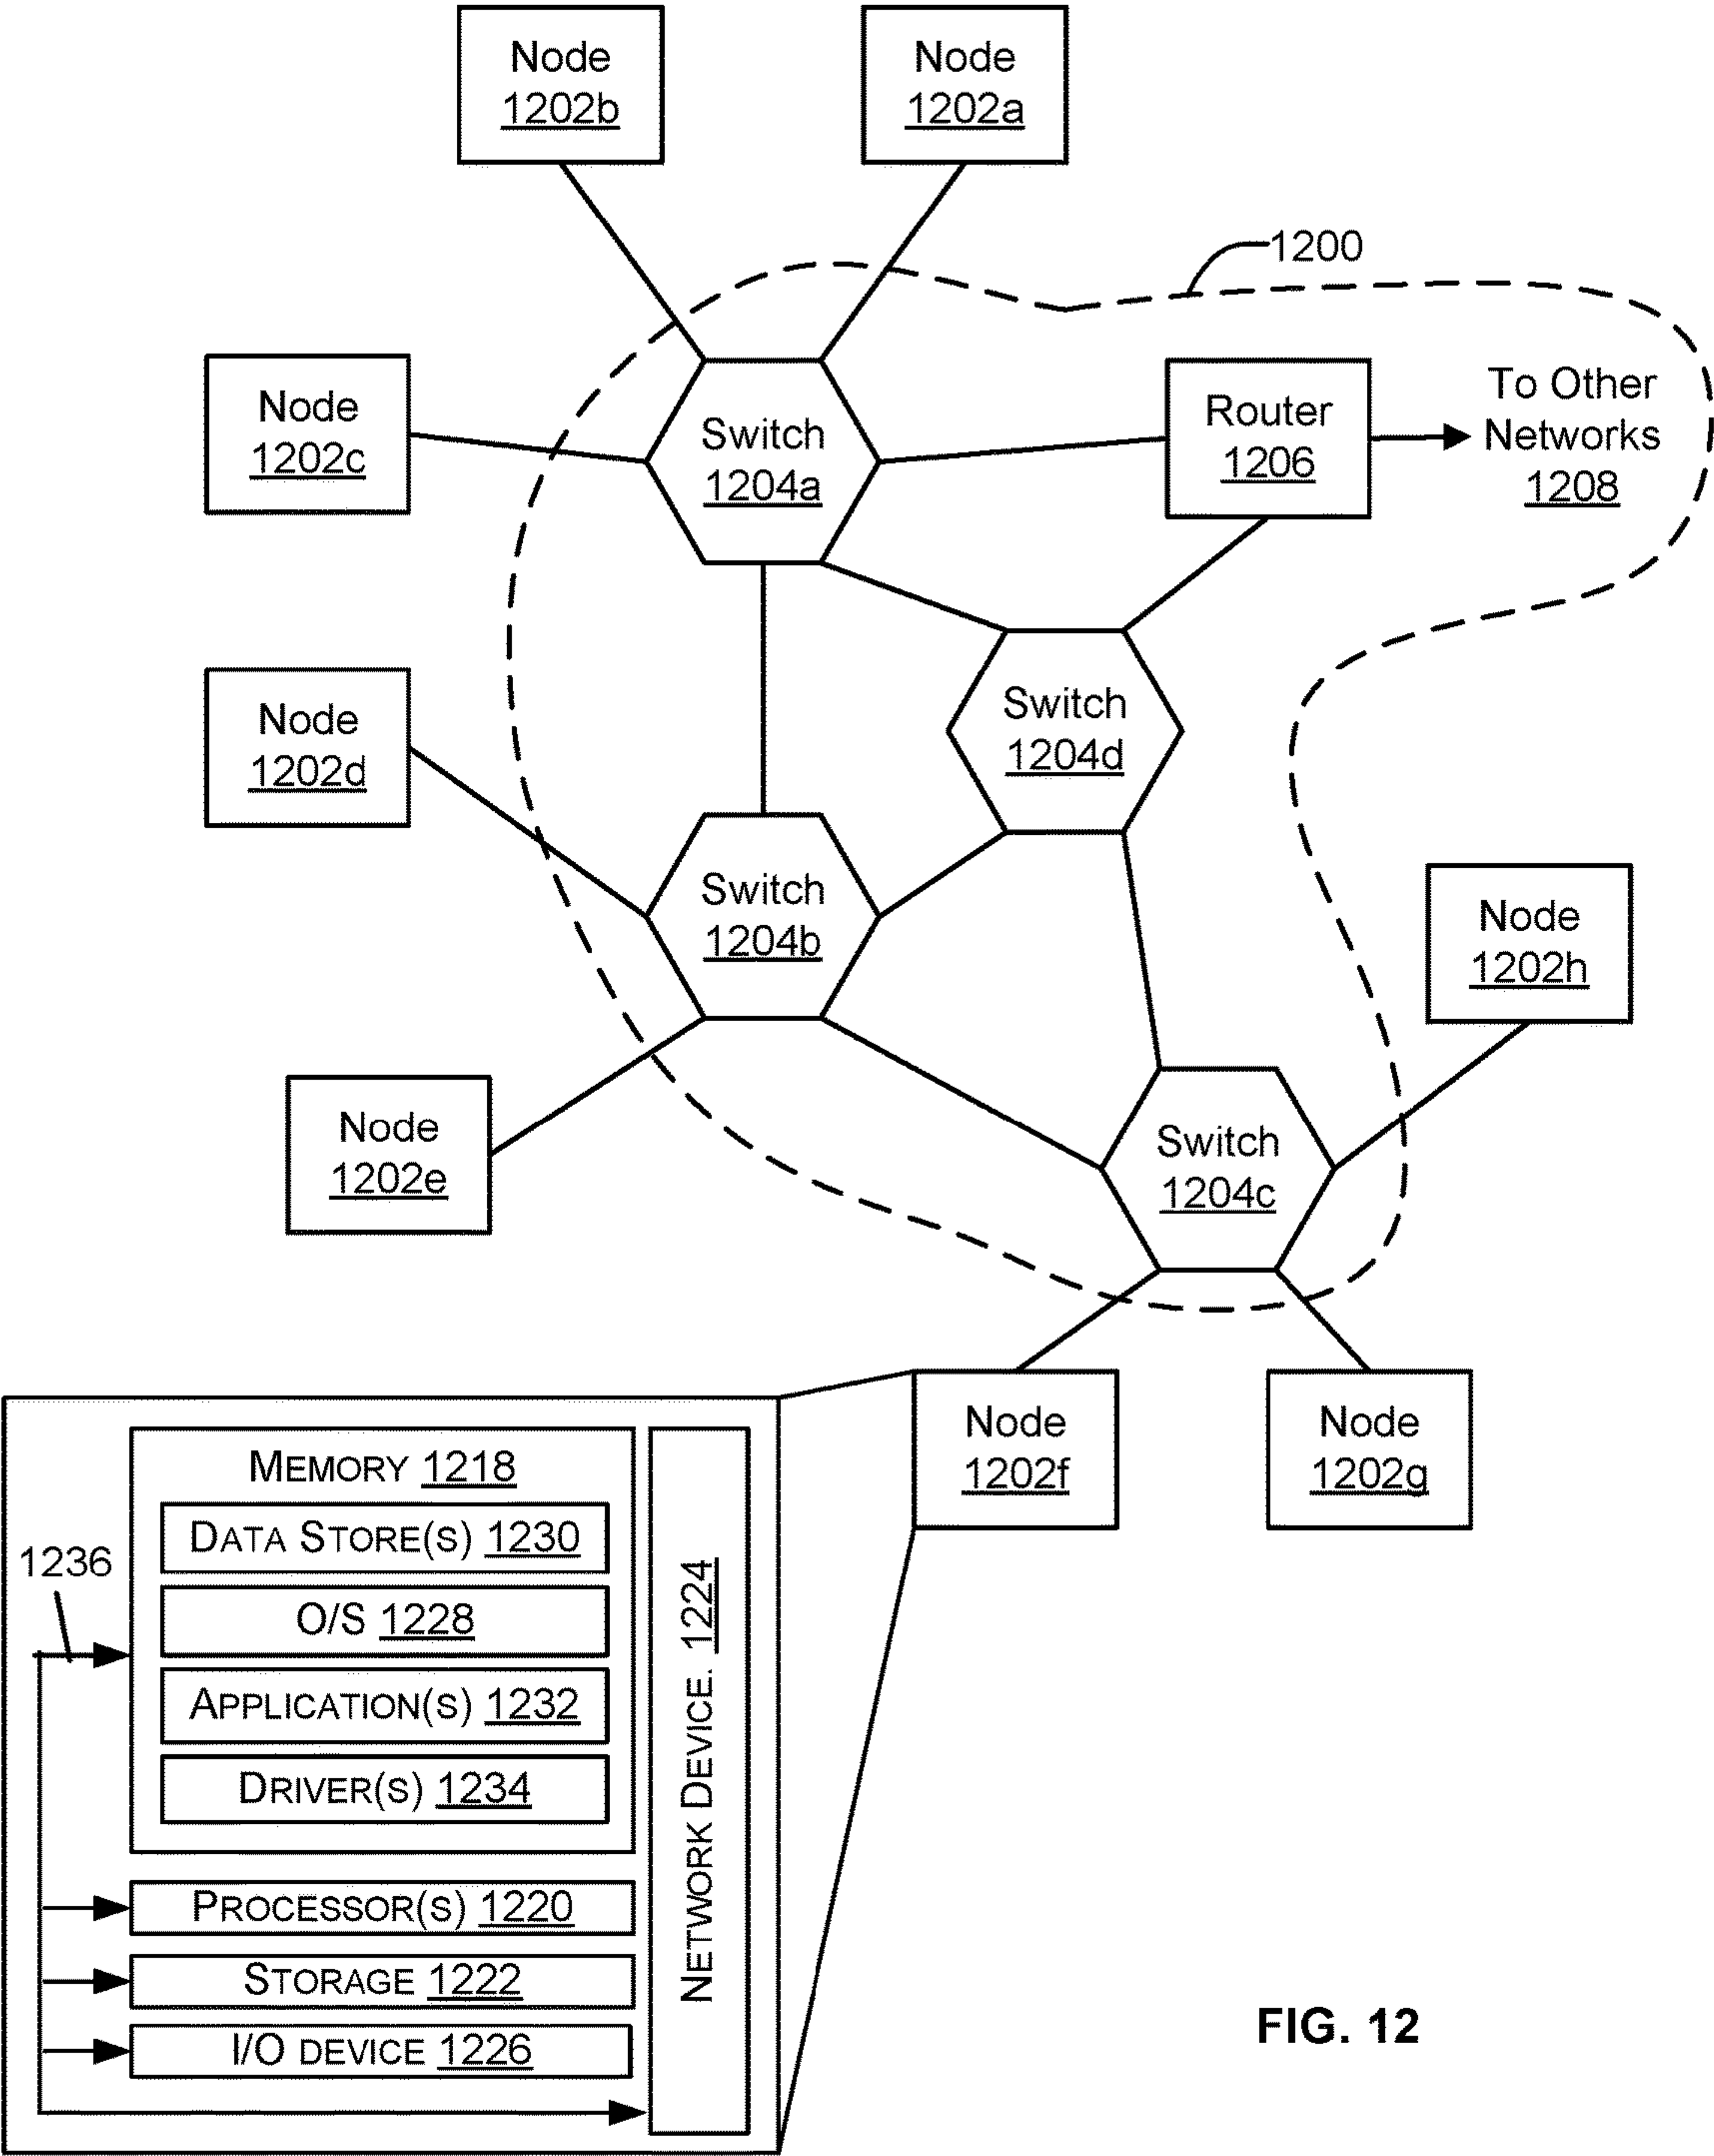 Node
1202b
Node
1202a
1200
Node
1202c
Switch
1204a
Router
1206
To Other
Networks
1208
Node
1202d
Switch
1204d
Switch
1204b
Node
1202h
Node
1202e
Switch
1204c
Node
1202f
Node
1202g
MEMORY 1218
DATA STORE(S) 1230
1236
O/S 1228
APPLICATION(S) 1232
DRIVER(S) 1234
NETWORK DEVICE. 1224
PROCESSOR(S) 1220
STORAGE 1222
I/O DEVICE 1226
FIG. 12